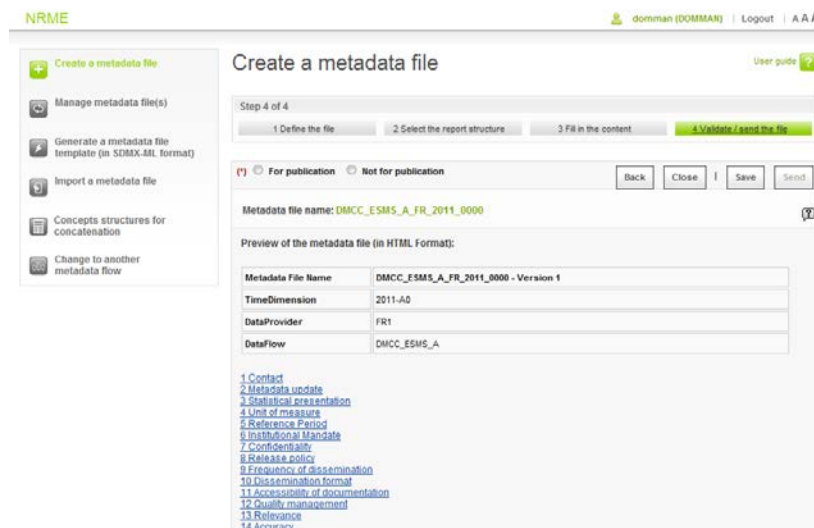 NRME
domman (DOMMAN) | Logout | A A A
Create a metadata file
Manage metadata file(s)
Generate a metadata file
template (in SDMX-ML format)
Import a metadata file
Concepts structures for
concatenation
Change to another
metadata flow
Create a metadata file
User guide ?
Step 4 of 4
1 Define the file
2 Select the report structure
3 Fill in the content
4 Validate / send the file
(*) For publication Not for publication
Back Close | Save Send
Metadata file name: DMCC_ESMS_A_FR_2011_0000
Preview of the metadata file (in HTML Format):
Metadata File Name DMCC_ESMS_A_FR_2011_0000 - Version 1
TimeDimension 2011-A0
DataProvider FR1
DataFlow DMCC_ESMS_A
1 Contact
2 Metadata update
3 Statistical presentation
4 Unit of measure
5 Reference Period
6 Institutional Mandate
7 Confidentiality
8 Release policy
9 Frequency of dissemination
10 Dissemination format
11 Accessibility of documentation
12 Quality management
13 Relevance
14 Accuracy